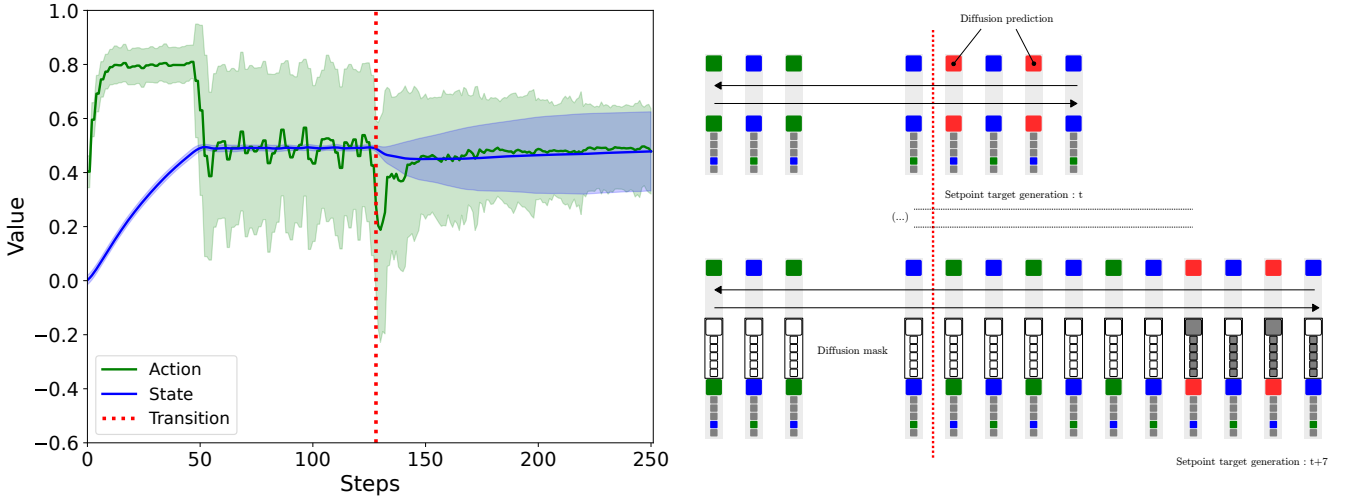 1.0
0.8
0.6
0.4
0.2
0.0
−0.2
−0.4
−0.6
Value
Action
State
Transition
0
50
100
150
200
250
Steps
Diffusion prediction
Setpoint target generation : t
(...)
Diffusion mask
Setpoint target generation : t+7